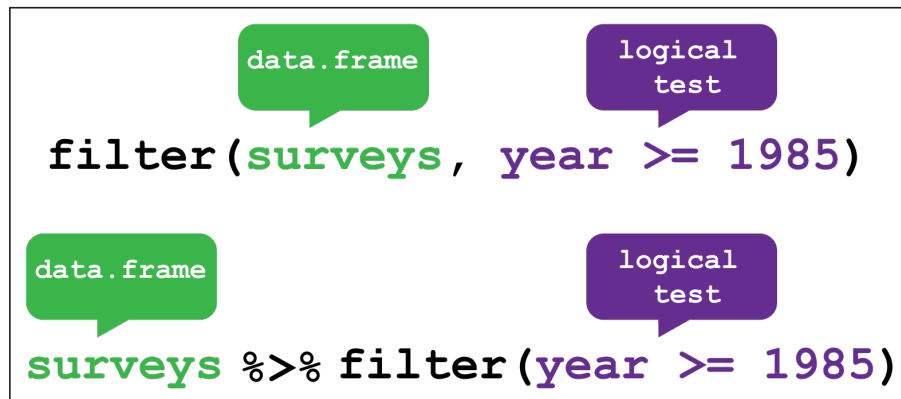 data.frame
logical
test
filter(surveys, year >= 1985)
data.frame
logical
test
surveys %>% filter(year >= 1985)